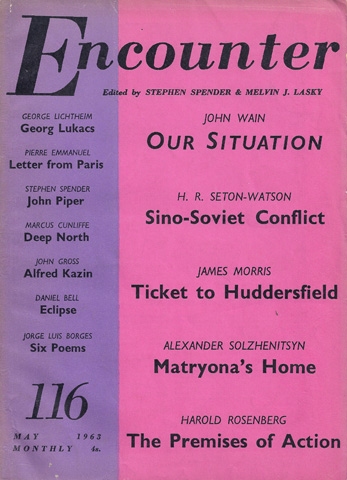 Encounter
Edited by STEPHEN SPENDER & MELVIN J. LASKY
GEORGE LICHTHEIM
Georg Lukacs
PIERRE EMMANUEL
Letter from Paris
STEPHEN SPENDER
John Piper
MARCUS CUNLIFFE
Deep North
JOHN GROSS
Alfred Kazin
DANIEL BELL
Eclipse
JORGE LUIS BORGES
Six Poems
116
MAY 1963
MONTHLY 4s.
JOHN WAIN
OUR SITUATION
H. R. SETON-WATSON
Sino-Soviet Conflict
JAMES MORRIS
Ticket to Huddersfield
ALEXANDER SOLZHENITSYN
Matryona's Home
HAROLD ROSENBERG
The Premises of Action